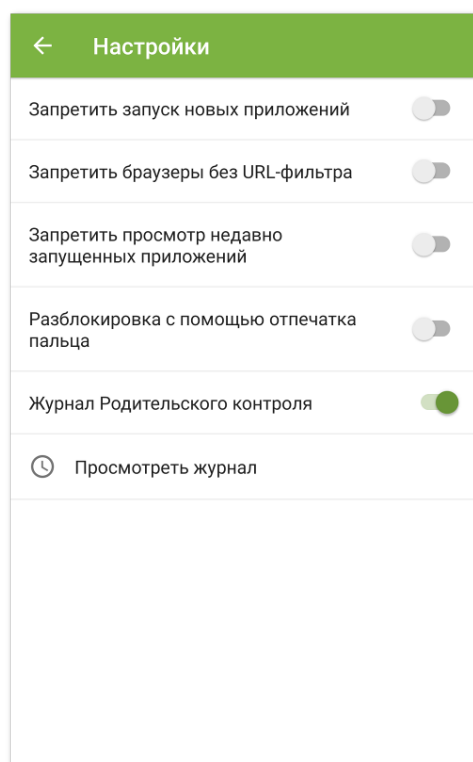 Настройки
Запретить запуск новых приложений
Запретить браузеры без URL-фильтра
Запретить просмотр недавно
запущенных приложений
Разблокировка с помощью отпечатка
пальца
Журнал Родительского контроля
Просмотреть журнал